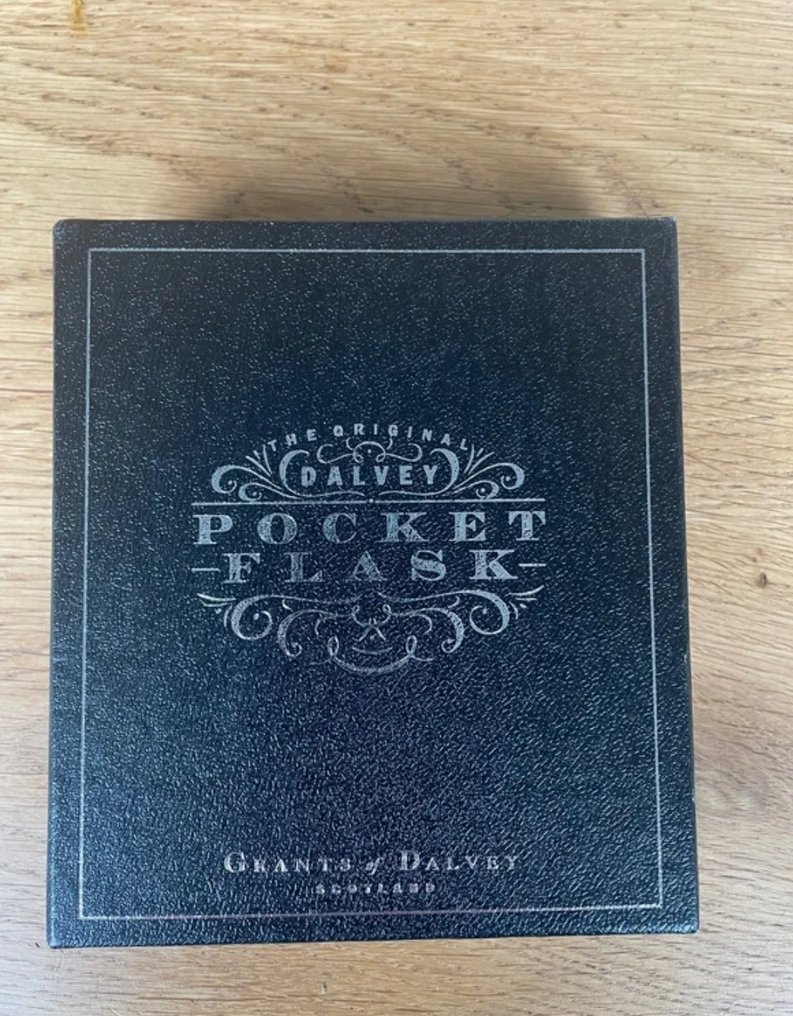 THE ORIGINAL
DALVEY
POCKET
-FLASK-
GRANTS of DALVEY
SCOTLAND